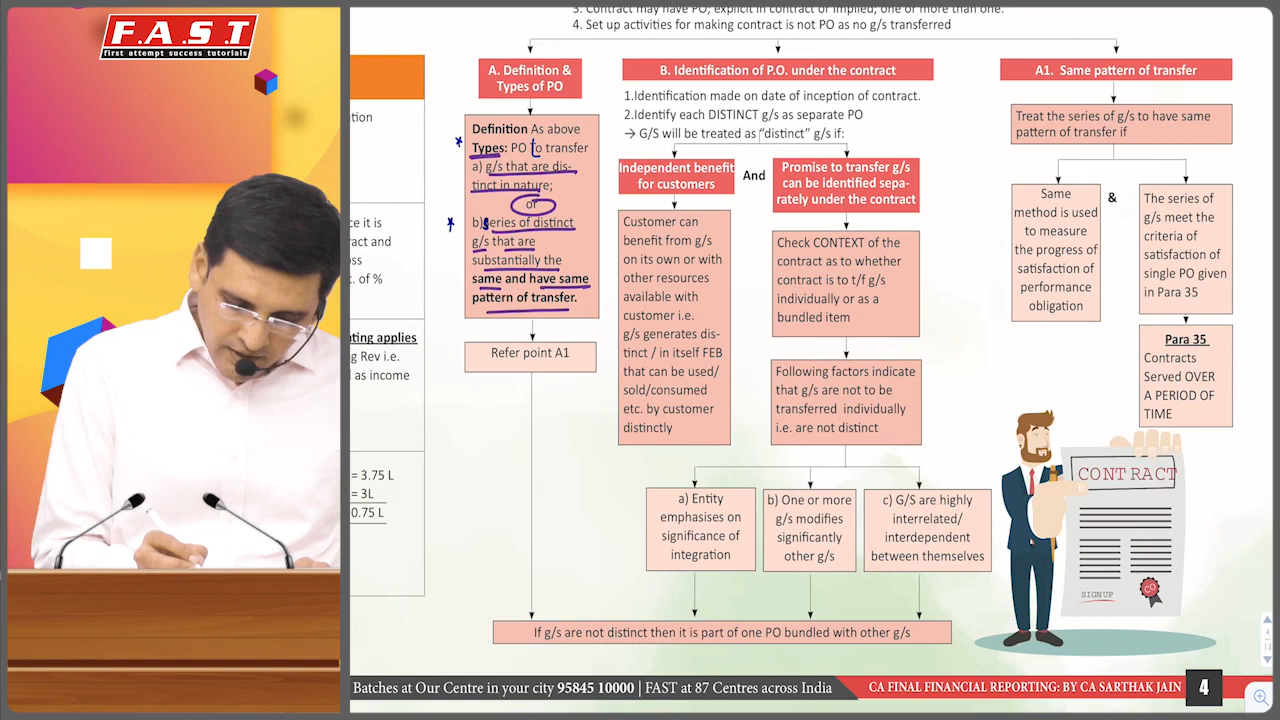 F.A.S.T
first attempt success tutorials
3. Contract may have PO; explicit in contract or implied; one or more than one.
4. Set up activities for making contract is not PO as no g/s transferred
tion
ce it is
ract and
oss
t. of %
nting applies
ng Rev i.e.
d as income
= 3.75 L
= 3L
0.75 L
A. Definition &
Types of PO
Definition As above
Types: PO to transfer
a) g/s that are dis-
tinct in nature;
or
b) series of distinct
g/s that are
substantially the
same and have same
pattern of transfer.
Refer point A1
B. Identification of P.O. under the contract
1.Identification made on date of inception of contract.
2.Identify each DISTINCT g/s as separate PO
→ G/S will be treated as “distinct” g/s if:
Independent benefit
for customers
And
Promise to transfer g/s
can be identified sepa-
rately under the contract
Customer can
benefit from g/s
on its own or with
other resources
available with
customer i.e.
g/s generates dis-
tinct / in itself FEB
that can be used/
sold/consumed
etc. by customer
distinctly
Check CONTEXT of the
contract as to whether
contract is to t/f g/s
individually or as a
bundled item
Following factors indicate
that g/s are not to be
transferred individually
i.e. are not distinct
a) Entity
emphasises on
significance of
integration
b) One or more
g/s modifies
significantly
other g/s
c) G/S are highly
interrelated/
interdependent
between themselves
If g/s are not distinct then it is part of one PO bundled with other g/s
A1. Same pattern of transfer
Treat the series of g/s to have same
pattern of transfer if
Same
method is used
to measure
the progress of
satisfaction of
performance
obligation
&
The series of
g/s meet the
criteria of
satisfaction of
single PO given
in Para 35
Para 35
Contracts
Served OVER
A PERIOD OF
TIME
CONTRACT
SIGN UP
CO
4
13
Batches at Our Centre in your city 95845 10000 | FAST at 87 Centres across India
CA FINAL FINANCIAL REPORTING: BY CA SARTHAK JAIN
4